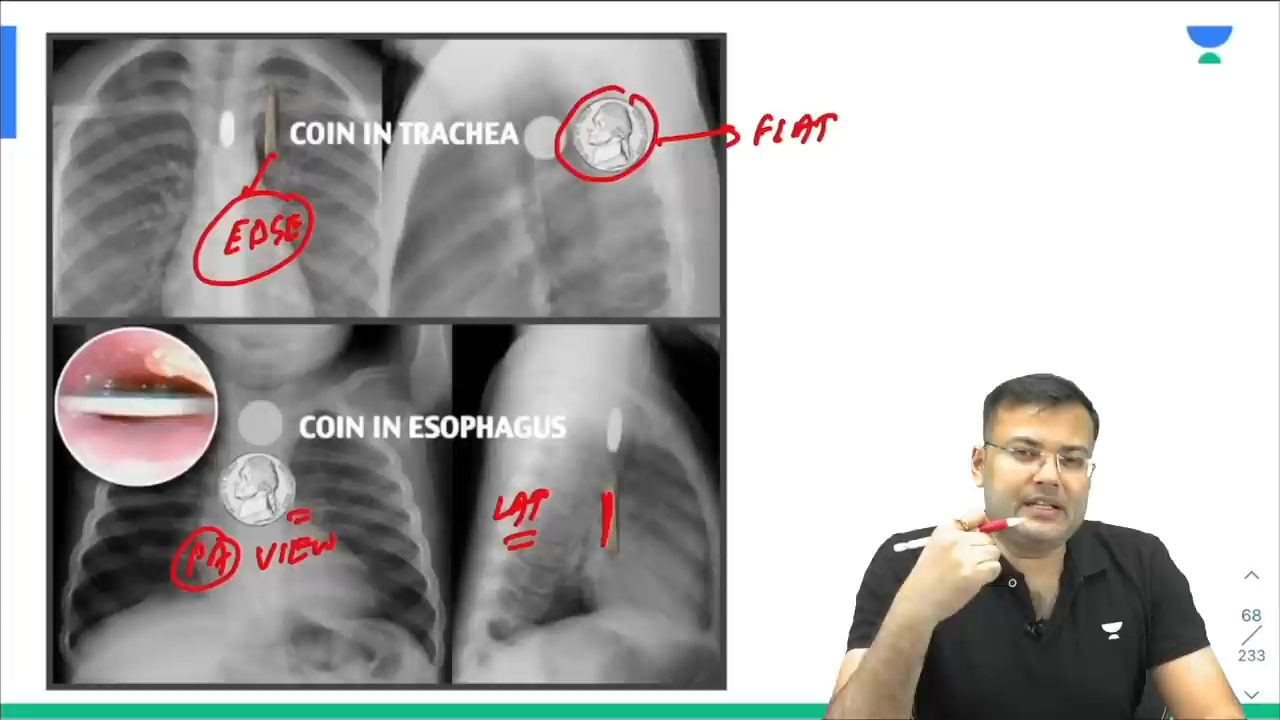 COIN IN TRACHEA
FLAT
EDGE
COIN IN ESOPHAGUS
LAT
PA VIEW
68
233